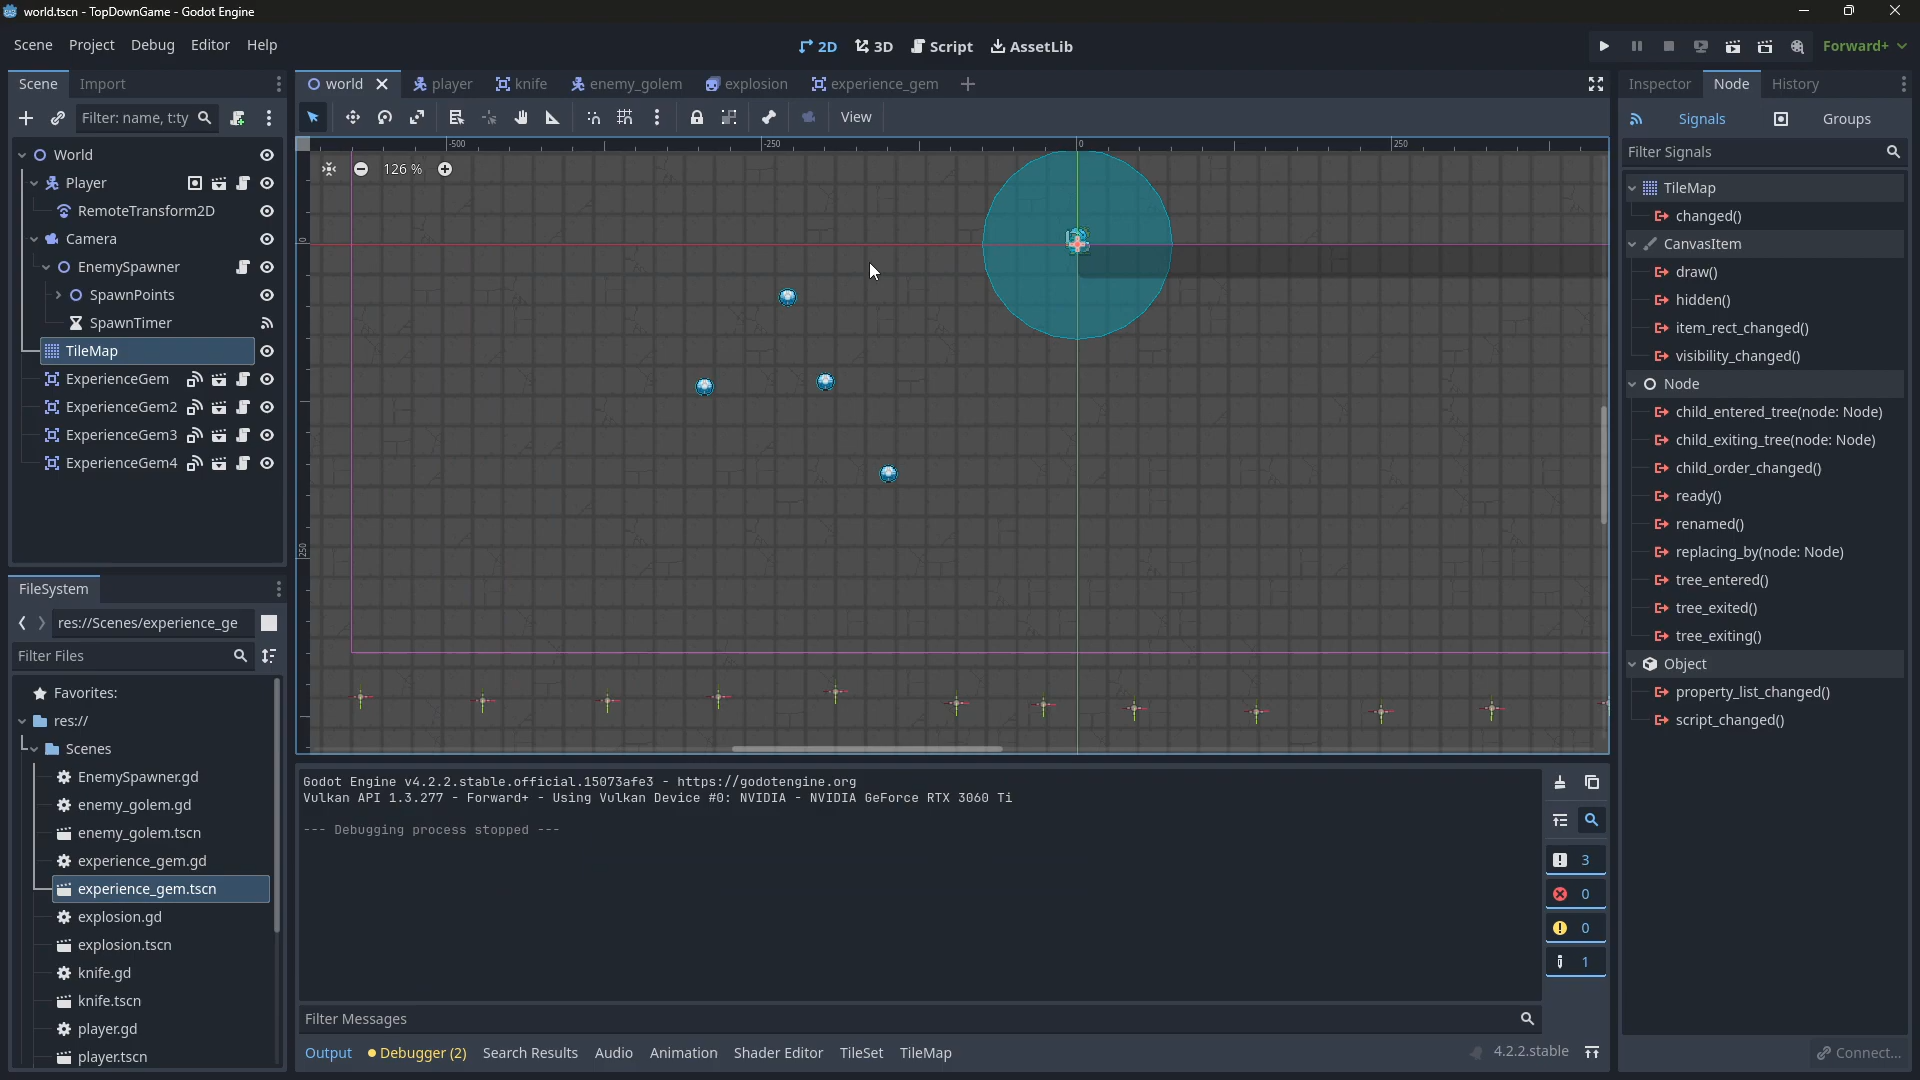 world.tscn - TopDownGame - Godot Engine
Scene Project Debug Editor Help
2D 3D Script AssetLib
Forward+
Scene Import
world player knife enemy_golem explosion experience_gem
Inspector Node History
Filter: name, t:ty
View
Signals Groups
Filter Signals
-500 -250 0 250
0
250
126 %
World
Player
RemoteTransform2D
Camera
EnemySpawner
SpawnPoints
SpawnTimer
TileMap
ExperienceGem
ExperienceGem2
ExperienceGem3
ExperienceGem4
FileSystem
res://Scenes/experience_ge
Filter Files
Favorites:
res://
Scenes
EnemySpawner.gd
enemy_golem.gd
enemy_golem.tscn
experience_gem.gd
experience_gem.tscn
explosion.gd
explosion.tscn
knife.gd
knife.tscn
player.gd
player.tscn
Godot Engine v4.2.2.stable.official.15073afe3 - https://godotengine.org
Vulkan API 1.3.277 - Forward+ - Using Vulkan Device #0: NVIDIA - NVIDIA GeForce RTX 3060 Ti
--- Debugging process stopped ---
3
0
0
1
Filter Messages
Output Debugger (2) Search Results Audio Animation Shader Editor TileSet TileMap
4.2.2.stable
TileMap
changed()
CanvasItem
draw()
hidden()
item_rect_changed()
visibility_changed()
Node
child_entered_tree(node: Node)
child_exiting_tree(node: Node)
child_order_changed()
ready()
renamed()
replacing_by(node: Node)
tree_entered()
tree_exited()
tree_exiting()
Object
property_list_changed()
script_changed()
Connect...